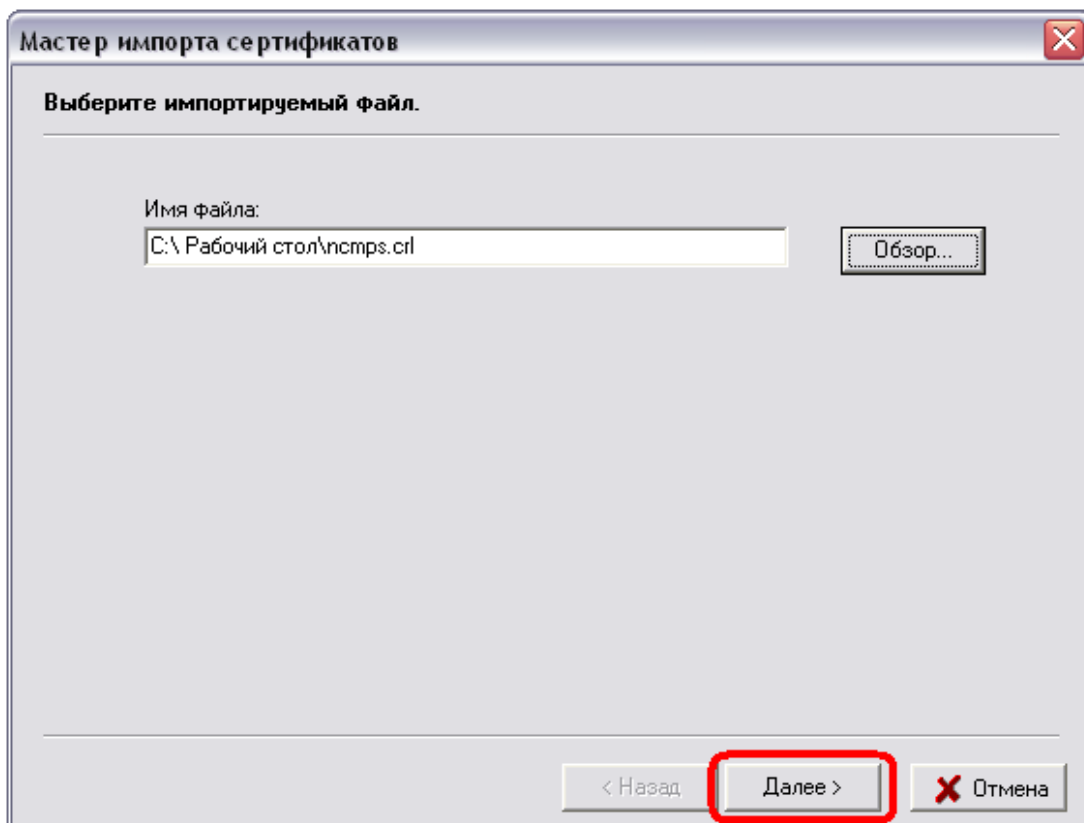 Мастер импорта сертификатов
Выберите импортируемый файл.
Имя файла:
C:\ Рабочий стол\ncmps.crl
Обзор...
< Назад
Далее >
Отмена